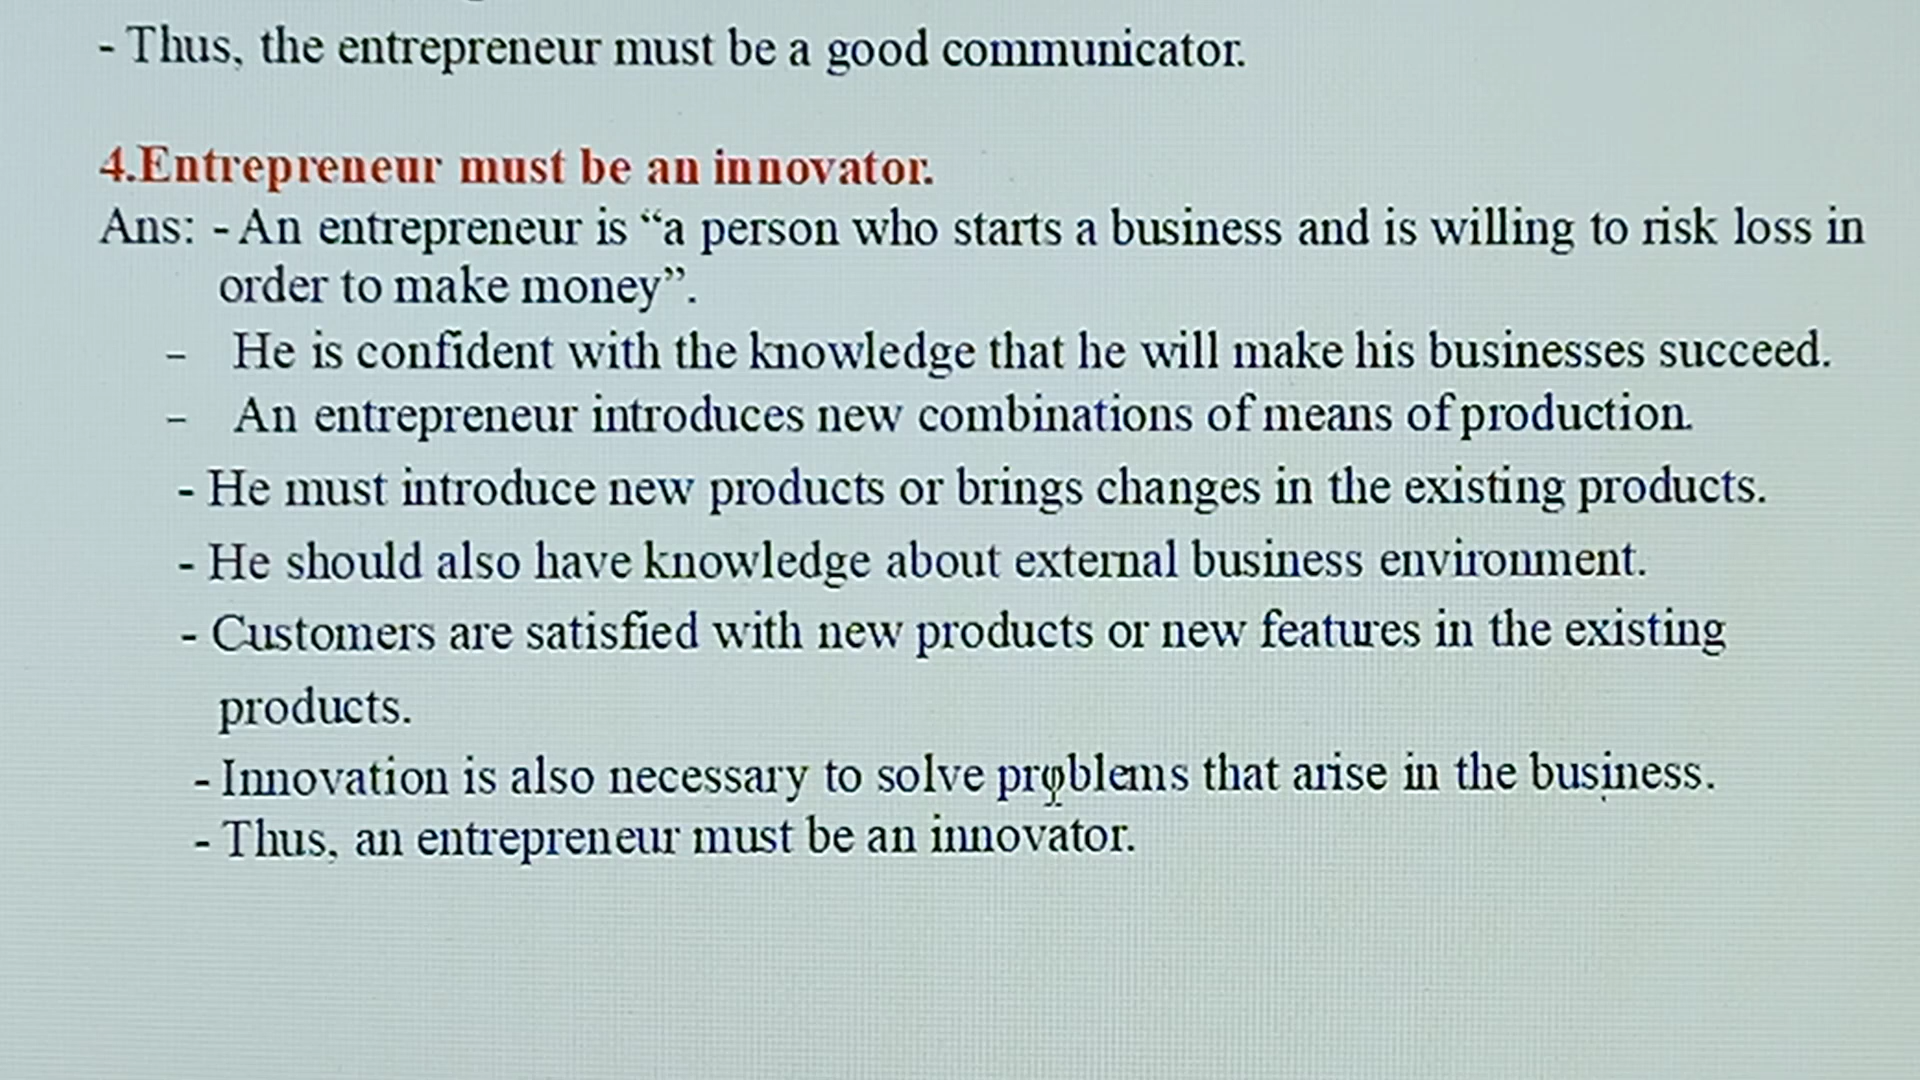 - Thus, the entrepreneur must be a good communicator.
4.Entrepreneur must be an innovator.
Ans: - An entrepreneur is “a person who starts a business and is willing to risk loss in
order to make money”.
- He is confident with the knowledge that he will make his businesses succeed.
- An entrepreneur introduces new combinations of means of production.
- He must introduce new products or brings changes in the existing products.
- He should also have knowledge about external business environment.
- Customers are satisfied with new products or new features in the existing
products.
- Innovation is also necessary to solve problems that arise in the business.
- Thus, an entrepreneur must be an innovator.